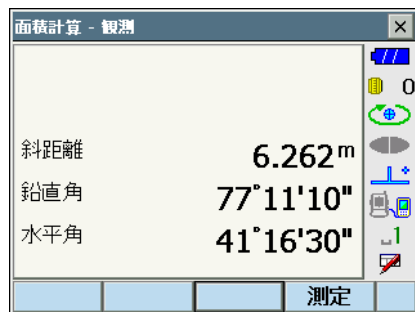 面積計算 - 観測
0
斜距離 6.262 m
鉛直角 77°11'10"
水平角 41°16'30"
1
測定